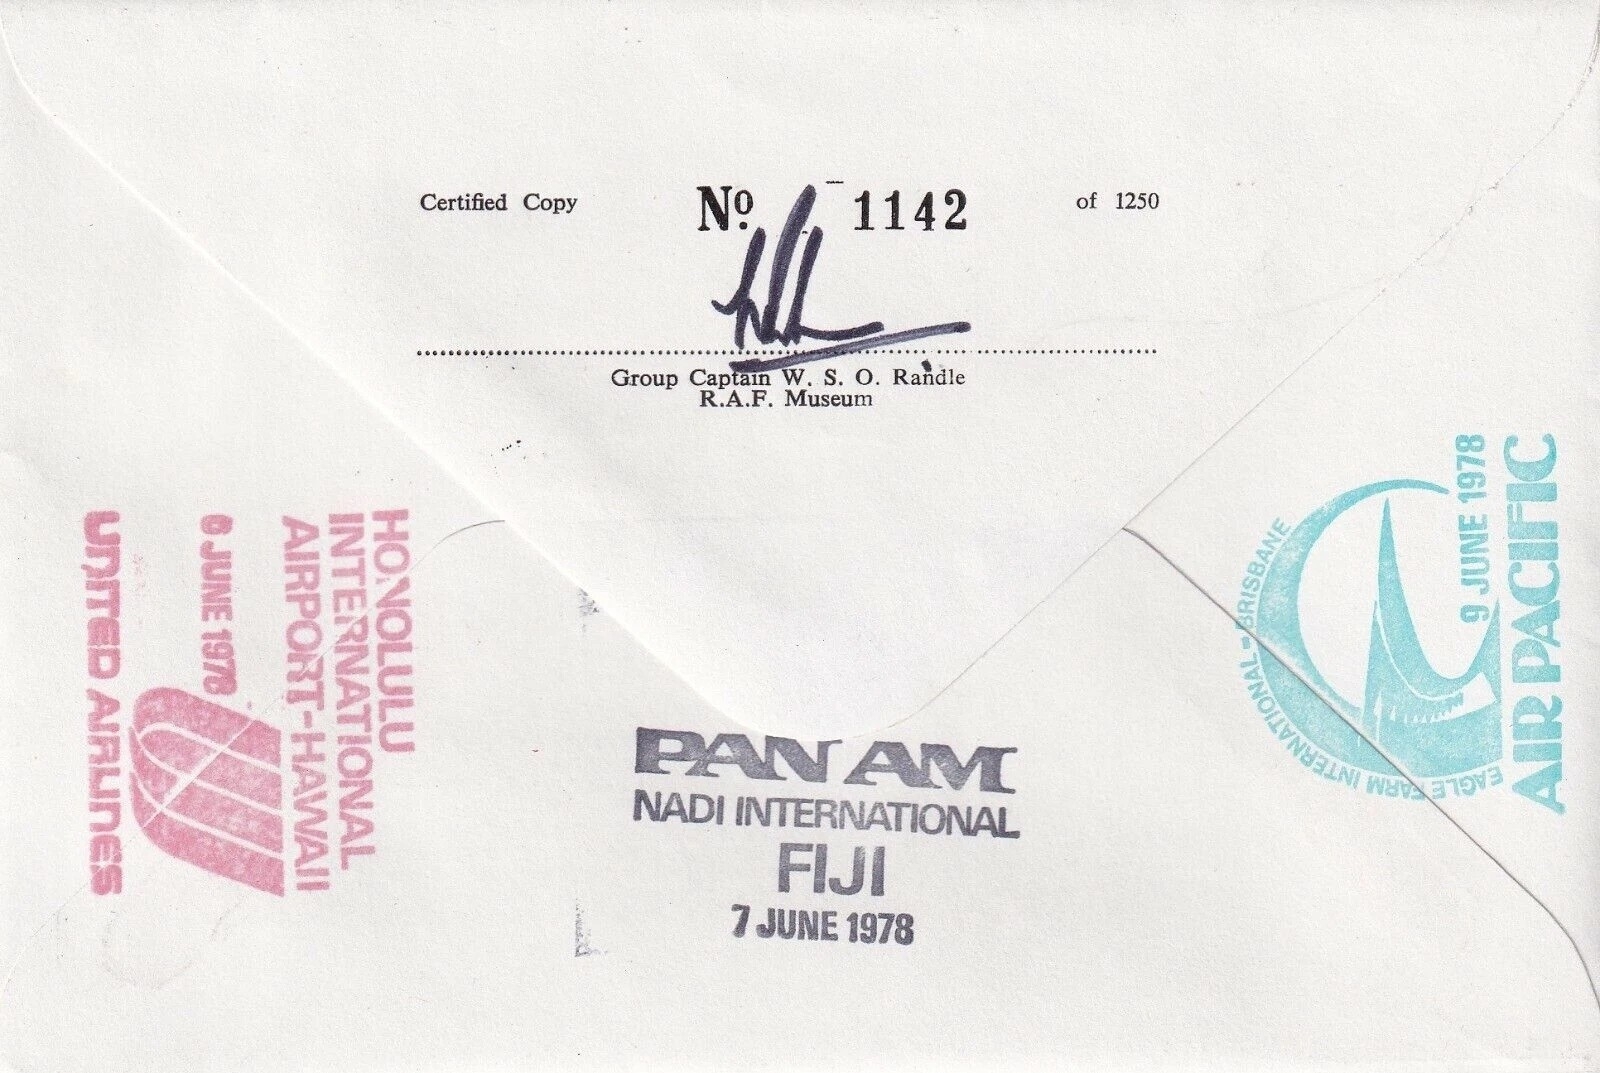 Certified Copy No. 1142 of 1250
Group Captain W. S. O. Randle
R.A.F. Museum
HONOLULU
INTERNATIONAL
AIRPORT-HAWAII
6 JUNE 1978
UNITED AIRLINES
PAN AM
NADI INTERNATIONAL
FIJI
7 JUNE 1978
EAGLE FARM INTERNATIONAL-BRISBANE
9 JUNE 1978
AIR PACIFIC